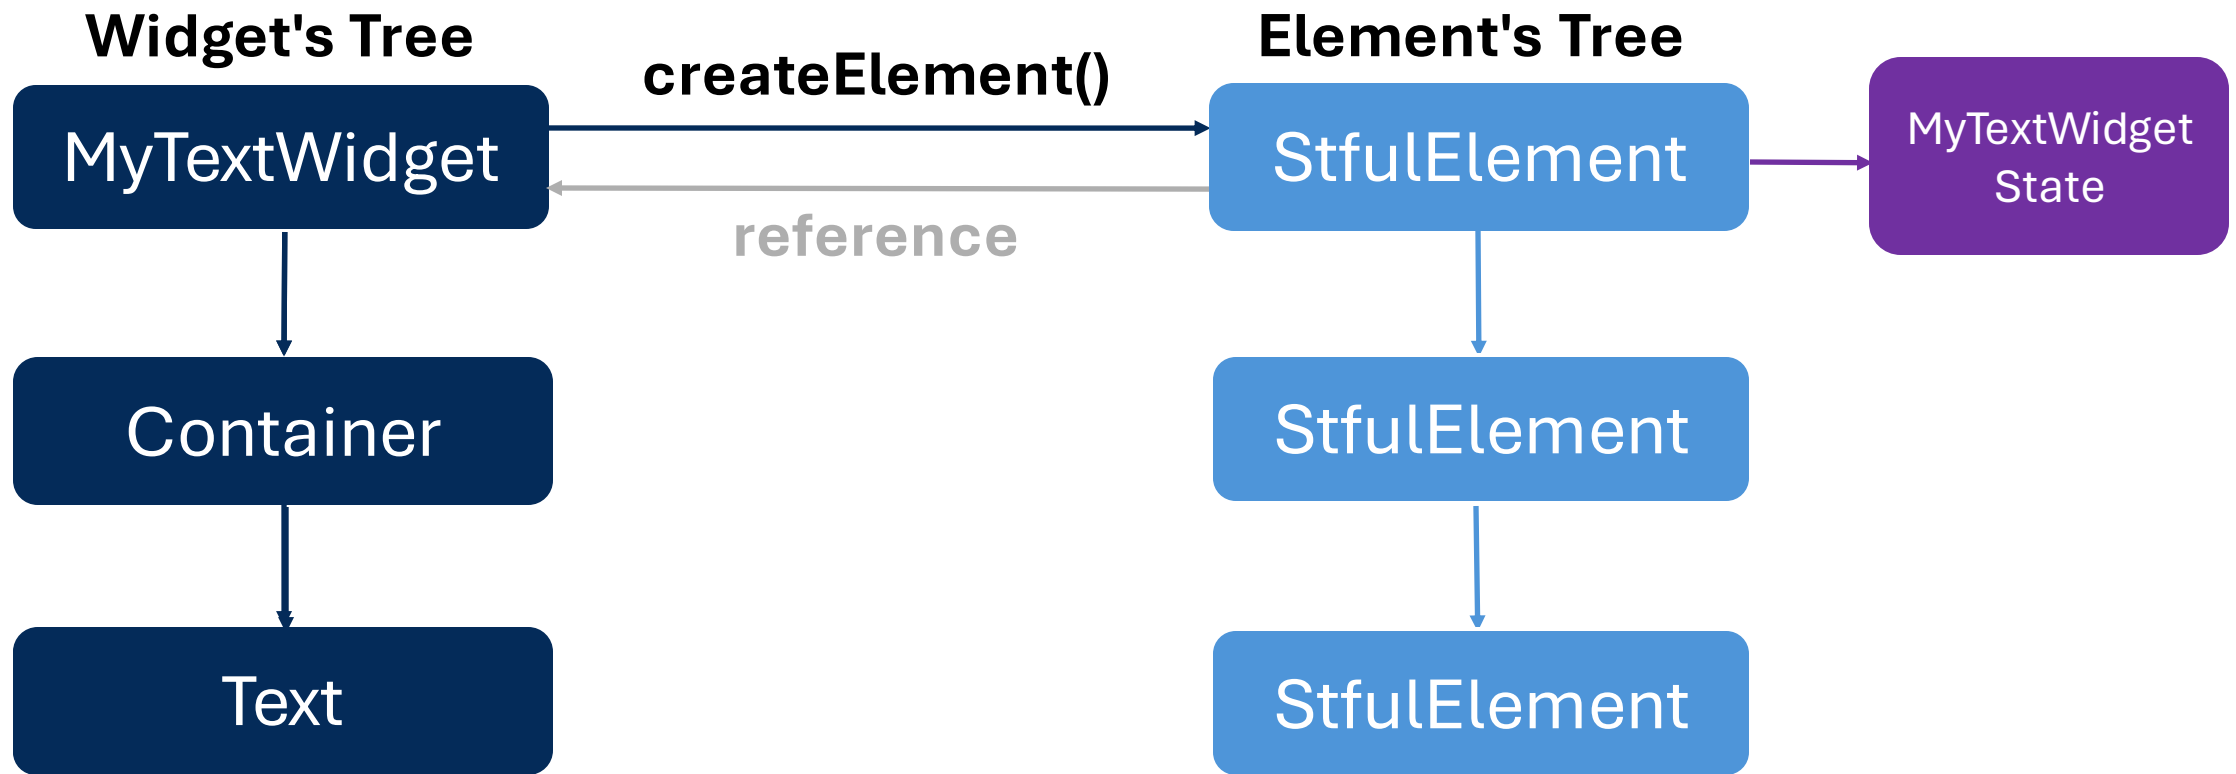 Widget's Tree
Element's Tree
createElement()
MyTextWidget
StfulElement
MyTextWidget
State
reference
Container
StfulElement
Text
StfulElement